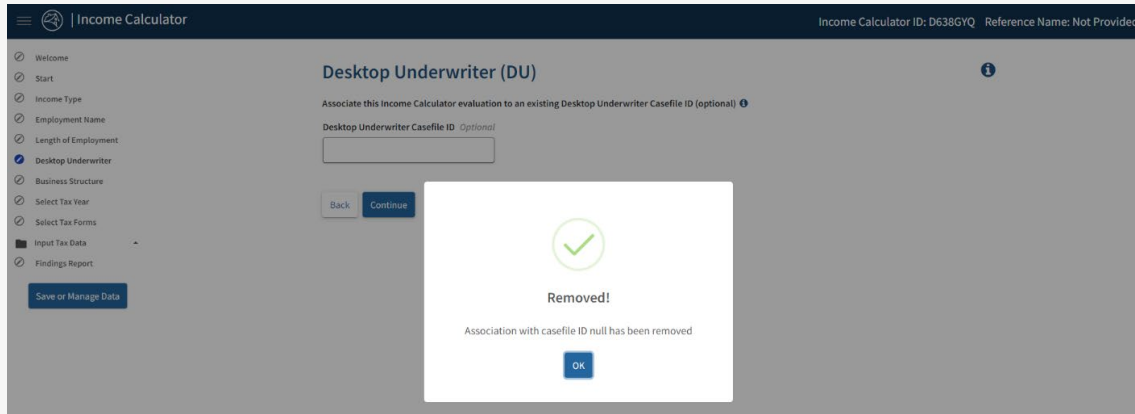 | Income Calculator
Income Calculator ID: D638GYQ Reference Name: Not Provided
Welcome
Start
Income Type
Employment Name
Length of Employment
Desktop Underwriter
Business Structure
Select Tax Year
Select Tax Forms
Input Tax Data
Findings Report
Save or Manage Data
Desktop Underwriter (DU)
Associate this Income Calculator evaluation to an existing Desktop Underwriter Casefile ID (optional)
Desktop Underwriter Casefile ID Optional
Back Continue
Removed!
Association with casefile ID null has been removed
OK